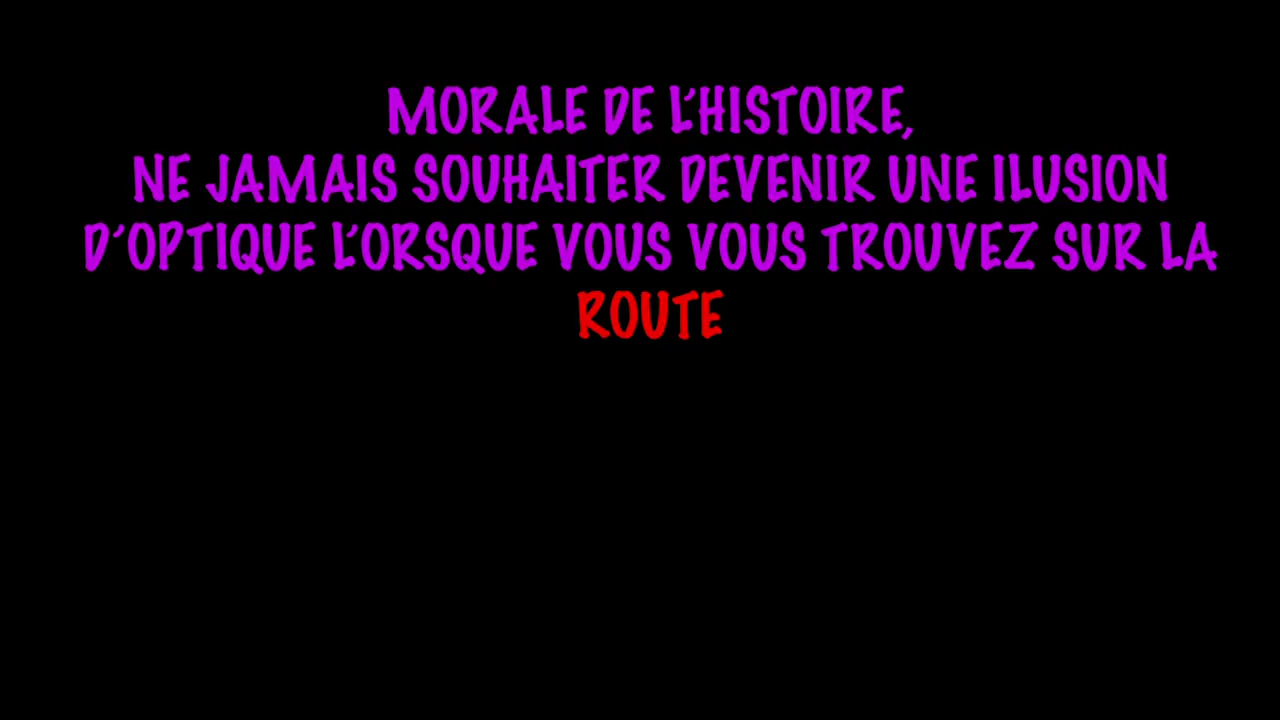 MORALE DE L'HISTOIRE,
NE JAMAIS SOUHAITER DEVENIR UNE ILUSION
D'OPTIQUE L'ORSQUE VOUS VOUS TROUVEZ SUR LA
ROUTE